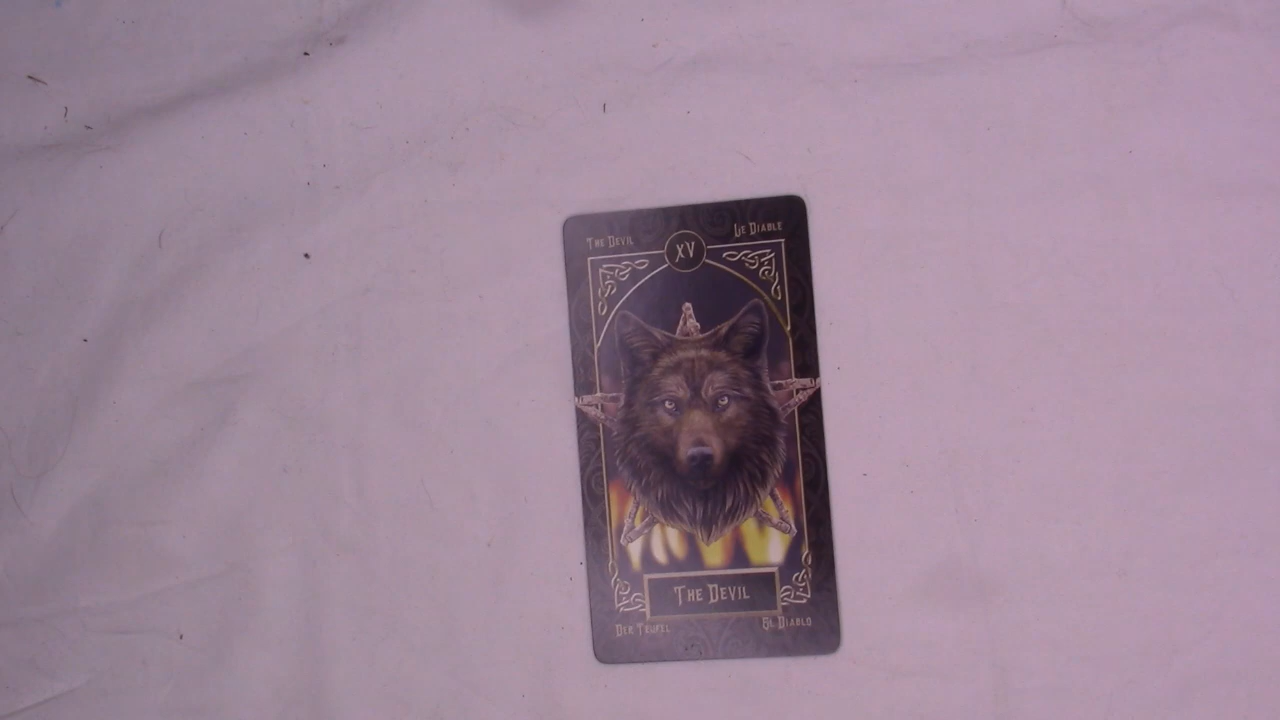 The Devil
Le Diable
XV
The Devil
Der Teufel
El Diablo